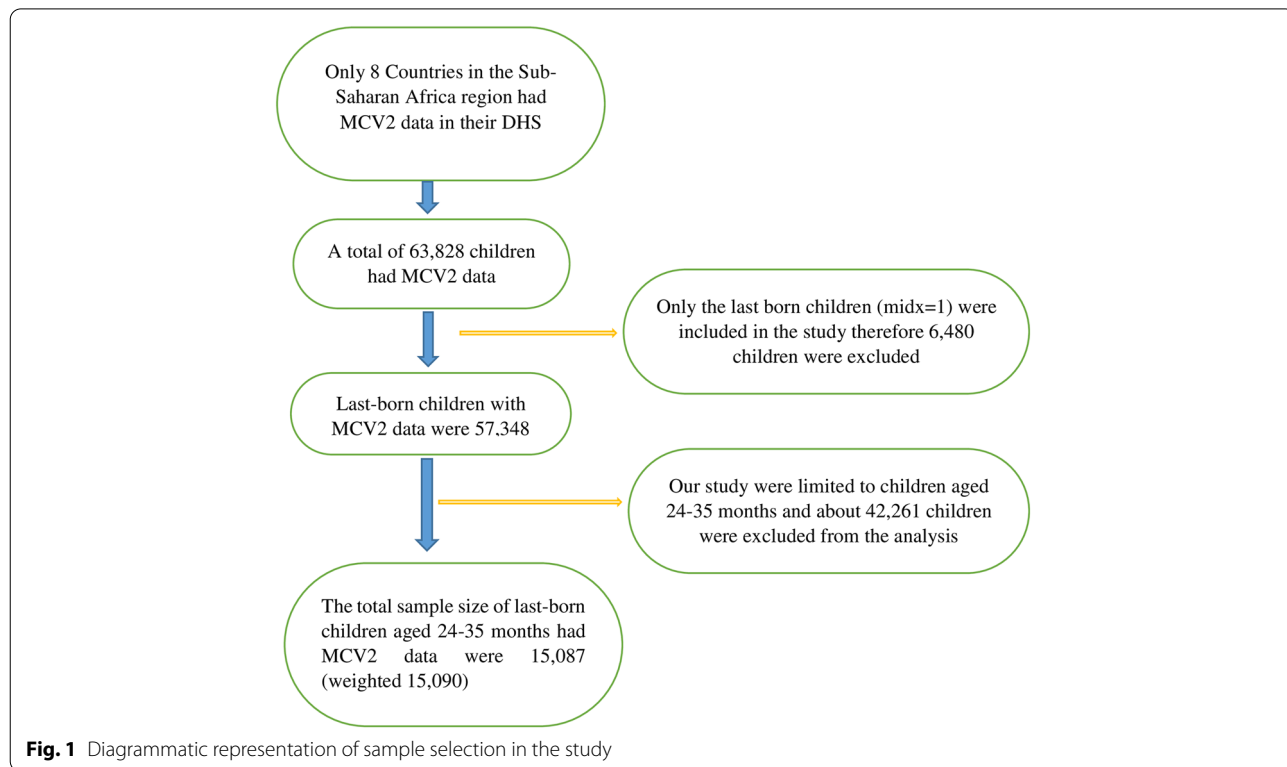 Only 8 Countries in the Sub-
Saharan Africa region had
MCV2 data in their DHS
A total of 63,828 children
had MCV2 data
Only the last born children (midx=1) were
included in the study therefore 6,480
children were excluded
Last-born children with
MCV2 data were 57,348
Our study were limited to children aged
24-35 months and about 42,261 children
were excluded from the analysis
The total sample size of last-born
children aged 24-35 months had
MCV2 data were 15,087
(weighted 15,090)
Fig. 1 Diagrammatic representation of sample selection in the study